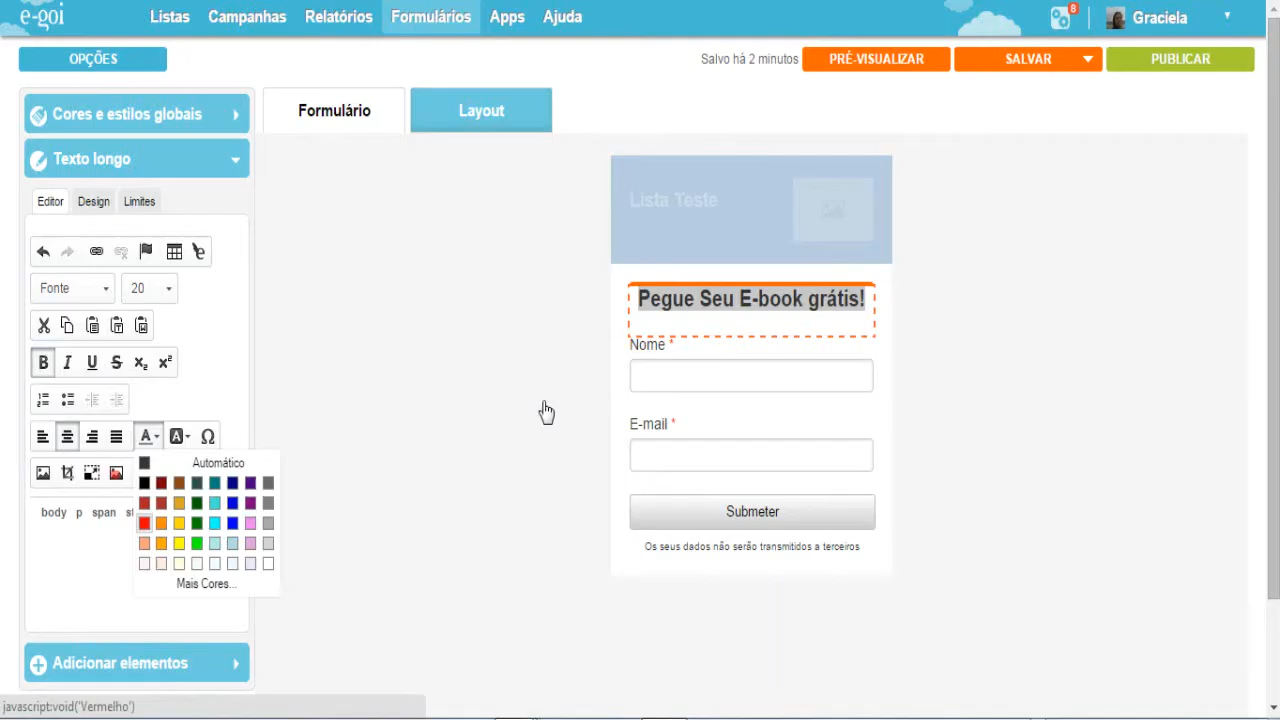 e-goi
Listas Campanhas Relatórios Formulários Apps Ajuda
8
Graciela
OPÇÕES
Salvo há 2 minutos
PRÉ-VISUALIZAR
SALVAR
PUBLICAR
Cores e estilos globais
Formulário
Layout
Texto longo
Editor Design Limites
Lista Teste
Fonte
20
Pegue Seu E-book grátis!
Nome *
E-mail *
Automático
body p span
Submeter
Os seus dados não serão transmitidos a terceiros
Mais Cores...
Adicionar elementos
javascript:void('Vermelho')